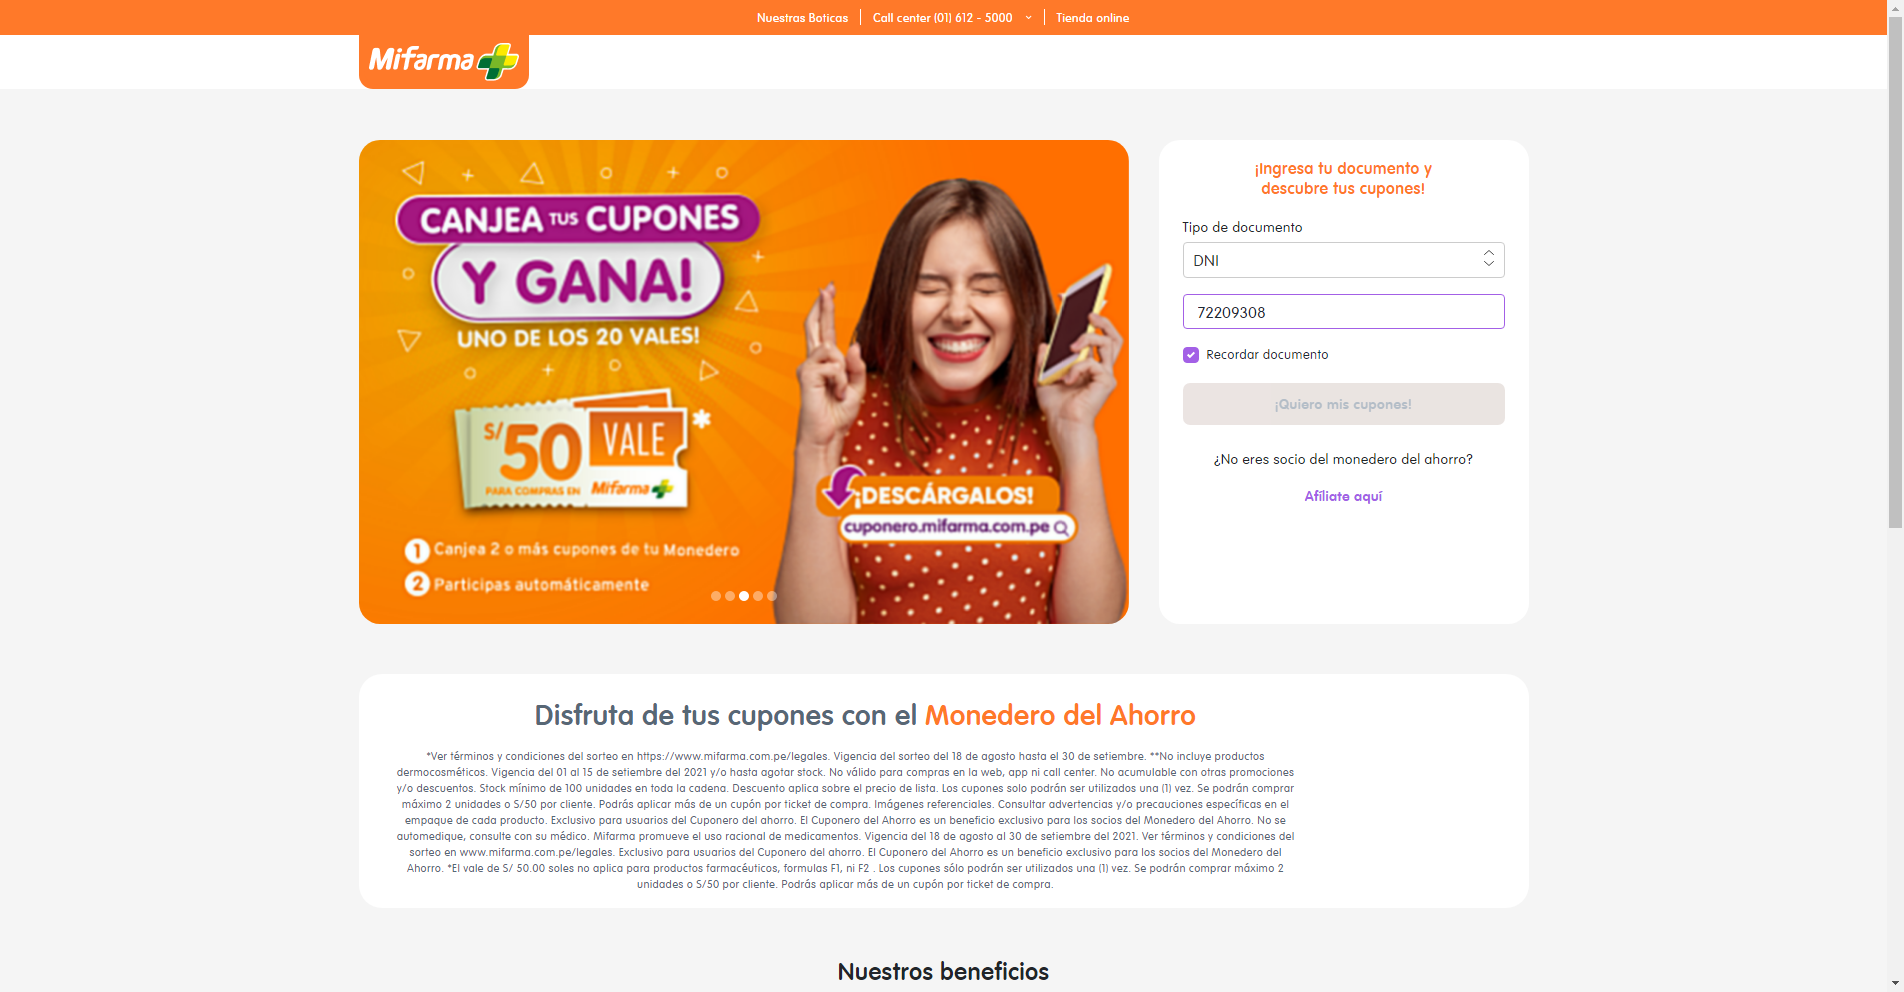 Nuestras Boticas
Call center (01) 612 - 5000
Tienda online
Mifarma
CANJEA TUS CUPONES
Y GANA!
UNO DE LOS 20 VALES!
S/50 VALE*
PARA COMPRAS EN Mifarma
1 Canjea 2 o más cupones de tu Monedero
2 Participas automáticamente
¡DESCÁRGALOS!
cuponero.mifarma.com.pe
¡Ingresa tu documento y
descubre tus cupones!
Tipo de documento
DNI
72209308
Recordar documento
¡Quiero mis cupones!
¿No eres socio del monedero del ahorro?
Afíliate aquí
Disfruta de tus cupones con el Monedero del Ahorro
*Ver términos y condiciones del sorteo en https://www.mifarma.com.pe/legales. Vigencia del sorteo del 18 de agosto hasta el 30 de setiembre. **No incluye productos
dermocosméticos. Vigencia del 01 al 15 de setiembre del 2021 y/o hasta agotar stock. No válido para compras en la web, app ni call center. No acumulable con otras promociones
y/o descuentos. Stock mínimo de 100 unidades en toda la cadena. Descuento aplica sobre el precio de lista. Los cupones solo podrán ser utilizados una (1) vez. Se podrán comprar
máximo 2 unidades o S/50 por cliente. Podrás aplicar más de un cupón por ticket de compra. Imágenes referenciales. Consultar advertencias y/o precauciones específicas en el
empaque de cada producto. Exclusivo para usuarios del Cuponero del ahorro. El Cuponero del Ahorro es un beneficio exclusivo para los socios del Monedero del Ahorro. No se
automedique, consulte con su médico. Mifarma promueve el uso racional de medicamentos. Vigencia del 18 de agosto al 30 de setiembre del 2021. Ver términos y condiciones del
sorteo en www.mifarma.com.pe/legales. Exclusivo para usuarios del Cuponero del ahorro. El Cuponero del Ahorro es un beneficio exclusivo para los socios del Monedero del
Ahorro. *El vale de S/ 50.00 soles no aplica para productos farmacéuticos, formulas F1, ni F2 . Los cupones sólo podrán ser utilizados una (1) vez. Se podrán comprar máximo 2
unidades o S/50 por cliente. Podrás aplicar más de un cupón por ticket de compra.
Nuestros beneficios